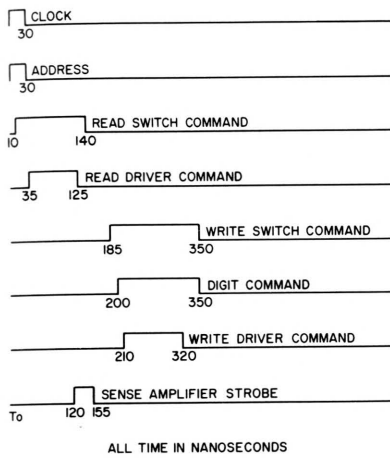 CLOCK
30
ADDRESS
30
READ SWITCH COMMAND
10 140
READ DRIVER COMMAND
35 125
WRITE SWITCH COMMAND
185 350
DIGIT COMMAND
200 350
WRITE DRIVER COMMAND
210 320
SENSE AMPLIFIER STROBE
To 120 155
ALL TIME IN NANOSECONDS